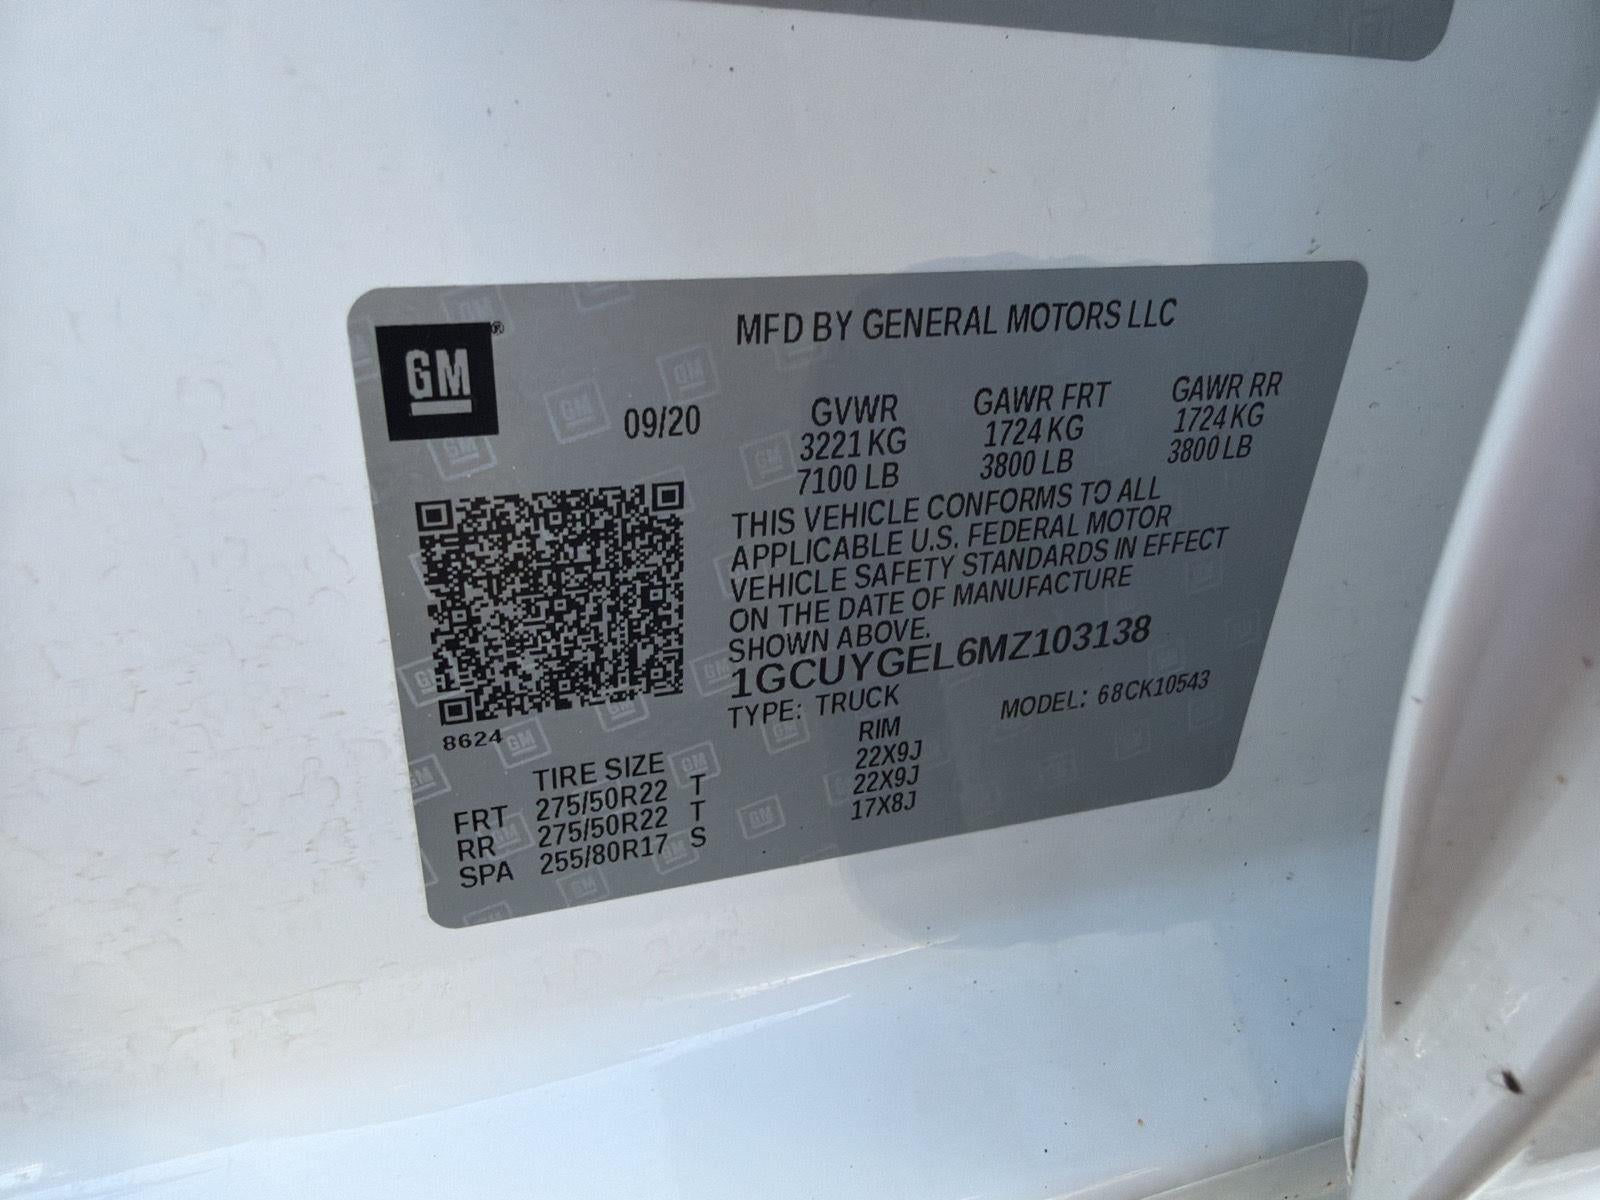 GM ®
MFD BY GENERAL MOTORS LLC
09/20
GVWR GAWR FRT GAWR RR
3221 KG 1724 KG 1724 KG
7100 LB 3800 LB 3800 LB
THIS VEHICLE CONFORMS TO ALL
APPLICABLE U.S. FEDERAL MOTOR
VEHICLE SAFETY STANDARDS IN EFFECT
ON THE DATE OF MANUFACTURE
SHOWN ABOVE.
1GCUYGEL6MZ103138
TYPE: TRUCK MODEL: 68CK10543
8624
TIRE SIZE RIM
FRT 275/50R22 T 22X9J
RR 275/50R22 T 22X9J
SPA 255/80R17 S 17X8J